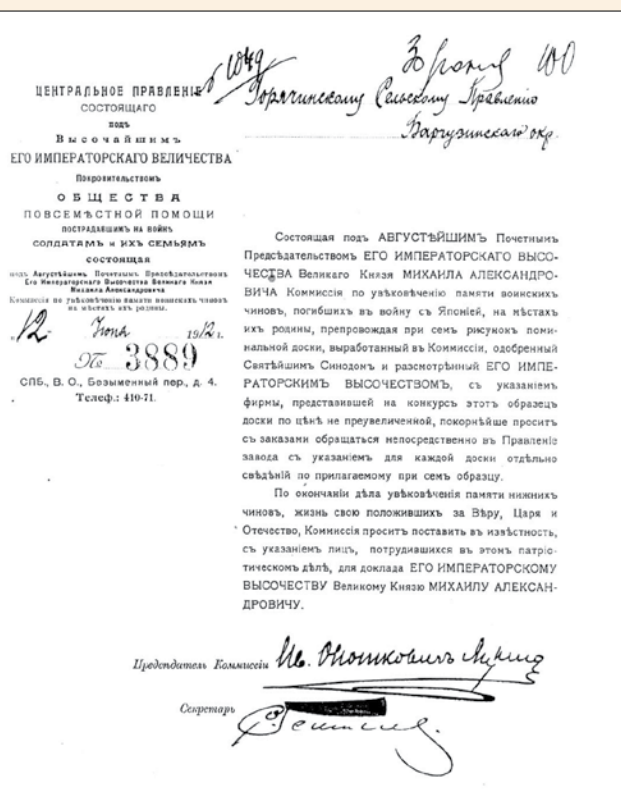 1049
100
Горячинскому Сельскому Правленію
Баргузинскаго окр.
ЦЕНТРАЛЬНОЕ ПРАВЛЕНІЕ
СОСТОЯЩАГО
подъ
Высочайшимъ
ЕГО ИМПЕРАТОРСКАГО ВЕЛИЧЕСТВА
Покровительствомъ
ОБЩЕСТВА
ПОВСЕМѢСТНОЙ ПОМОЩИ
ПОСТРАДАВШИМЪ НА ВОЙНѢ
СОЛДАТАМЪ и ИХЪ СЕМЬЯМЪ
состоящая
подъ Августѣйшимъ Почетнымъ Предсѣдательствомъ
Его Императорскаго Высочества Великаго Князя
Михаила Александровича
Коммиссія по увѣковѣченію памяти воинскихъ чиновъ
на мѣстахъ ихъ родины.
„12 Іюня 1912 г.
№ 3889
СПБ., В. О., Безыменный пер., д. 4.
Телеф.: 410-71.
Состоящая подъ АВГУСТѢЙШИМЪ Почетнымъ
Предсѣдательствомъ ЕГО ИМПЕРАТОРСКАГО ВЫСО-
ЧЕСТВА Великаго Князя МИХАИЛА АЛЕКСАНДРО-
ВИЧА Коммиссія по увѣковѣченію памяти воинскихъ
чиновъ, погибшихъ въ войну съ Японіей, на мѣстахъ
ихъ родины, препровождая при семъ рисунокъ поми-
нальной доски, выработанный въ Коммиссіи, одобренный
Святѣйшимъ Синодомъ и разсмотрѣнный ЕГО ИМПЕ-
РАТОРСКИМЪ ВЫСОЧЕСТВОМЪ, съ указаніемъ
фирмы, представившей на конкурсъ этотъ образецъ
доски по цѣнѣ не преувеличенной, покорнѣйше проситъ
съ заказами обращаться непосредственно въ Правленіе
завода съ указаніемъ для каждой доски отдѣльно
свѣдѣній по прилагаемому при семъ образцу.
По окончаніи дѣла увѣковѣченія памяти нижнихъ
чиновъ, жизнь свою положившихъ за Вѣру, Царя и
Отечество, Коммиссія проситъ поставить въ извѣстность,
съ указаніемъ лицъ, потрудившихся въ этомъ патріо-
тическомъ дѣлѣ, для доклада ЕГО ИМПЕРАТОРСКОМУ
ВЫСОЧЕСТВУ Великому Князю МИХАИЛУ АЛЕКСАН-
ДРОВИЧУ.
Предсѣдатель Коммиссіи Ив. Оношковичъ Яцына
Секретарь